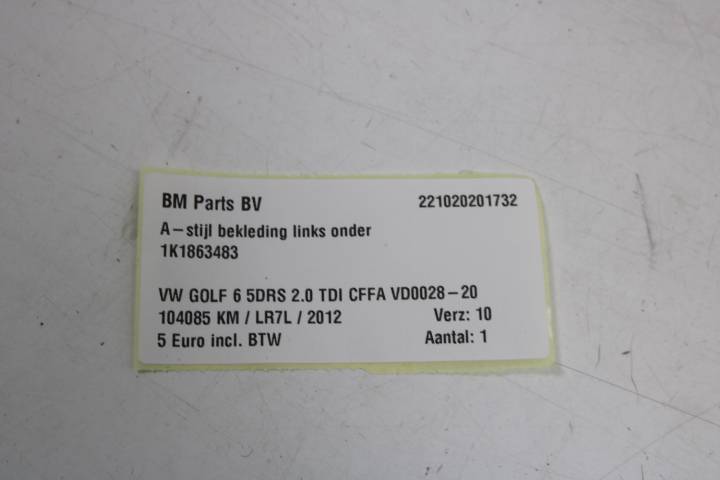 BM Parts BV 221020201732
A-stijl bekleding links onder
1K1863483
VW GOLF 6 5DRS 2.0 TDI CFFA VD0028-20
104085 KM / LR7L / 2012 Verz: 10
5 Euro incl. BTW Aantal: 1